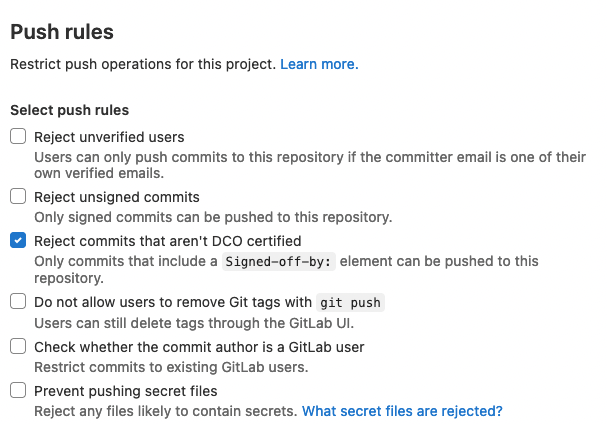 Push rules
Restrict push operations for this project. Learn more.
Select push rules
Reject unverified users
Users can only push commits to this repository if the committer email is one of their
own verified emails.
Reject unsigned commits
Only signed commits can be pushed to this repository.
Reject commits that aren't DCO certified
Only commits that include a Signed-off-by: element can be pushed to this
repository.
Do not allow users to remove Git tags with git push
Users can still delete tags through the GitLab UI.
Check whether the commit author is a GitLab user
Restrict commits to existing GitLab users.
Prevent pushing secret files
Reject any files likely to contain secrets. What secret files are rejected?